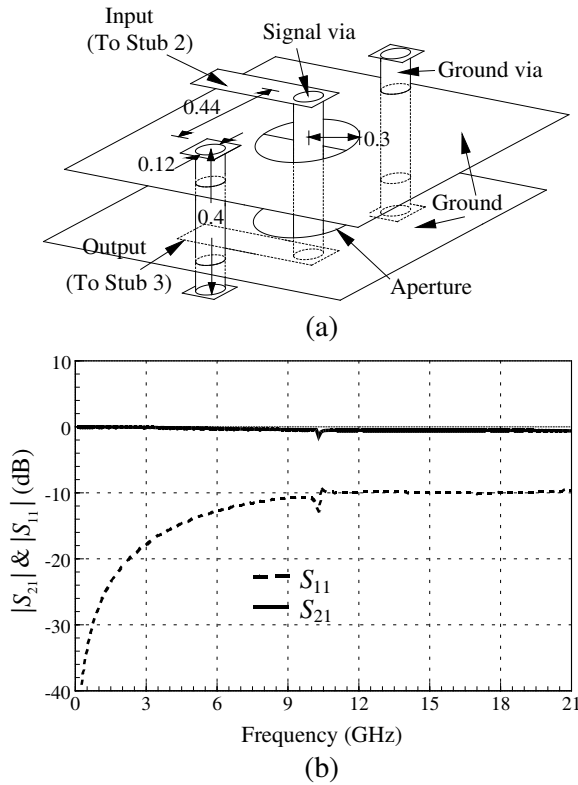 Input
(To Stub 2)
Signal via
Ground via
0.44
0.3
0.12
0.4
Ground
Output
(To Stub 3)
Aperture
(a)
|S21| & |S11| (dB)
10
0
-10
-20
-30
-40
S11
S21
0 3 6 9 12 15 18 21
Frequency (GHz)
(b)